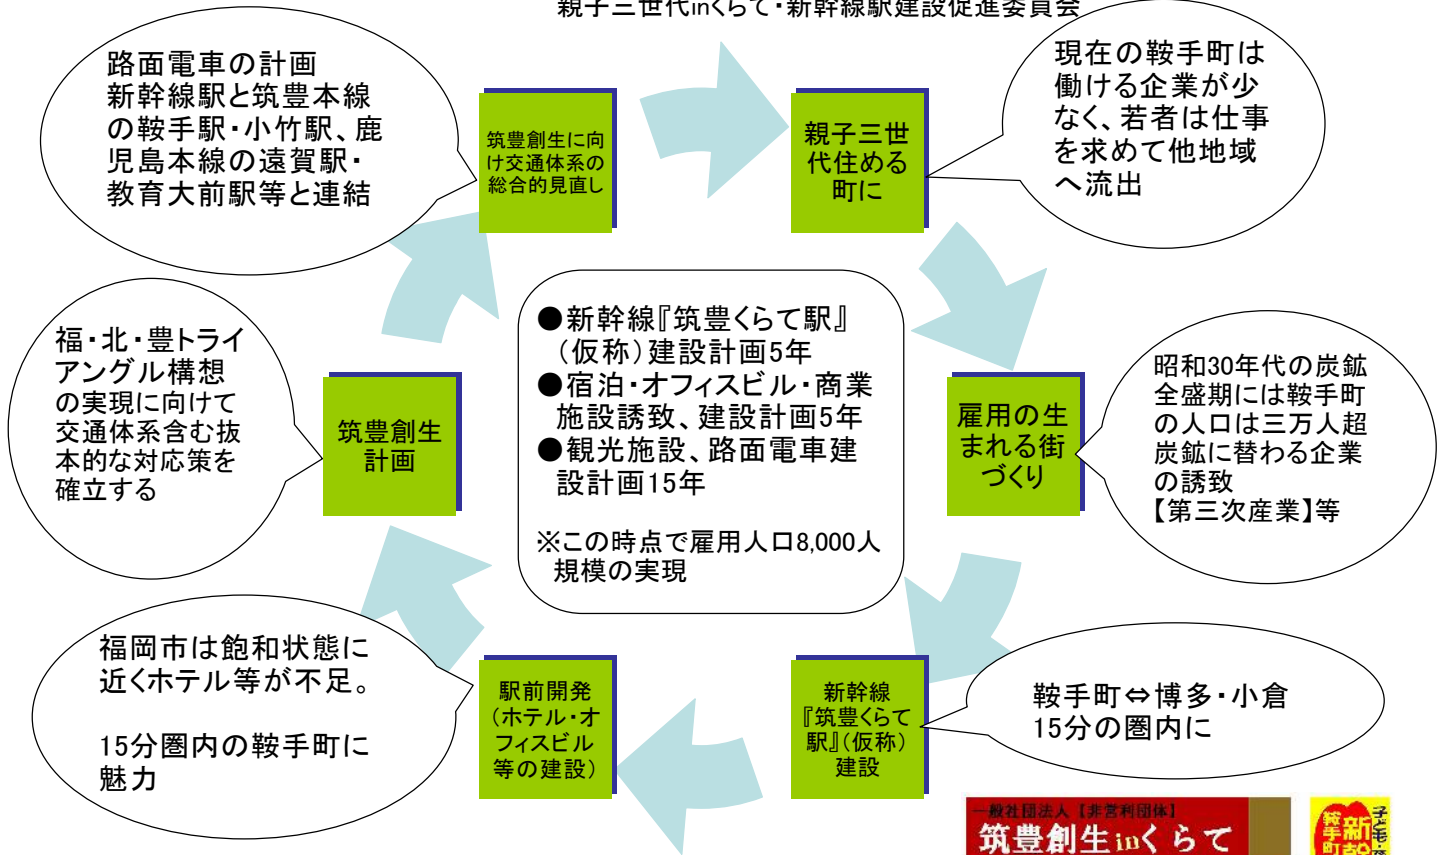 親子三世代inくらて・新幹線駅建設促進委員会
路面電車の計画
新幹線駅と筑豊本線
の鞍手駅・小竹駅、鹿
児島本線の遠賀駅・
教育大前駅等と連結
筑豊創生に向
け交通体系の
総合的見直し
親子三世
代住める
町に
現在の鞍手町は
働ける企業が少
なく、若者は仕事
を求めて他地域
へ流出
福・北・豊トライ
アングル構想
の実現に向けて
交通体系含む抜
本的な対応策を
確立する
筑豊創生
計画
●新幹線『筑豊くらて駅』
(仮称)建設計画5年
●宿泊・オフィスビル・商業
施設誘致、建設計画5年
●観光施設、路面電車建
設計画15年
※この時点で雇用人口8,000人
規模の実現
雇用の生
まれる街
づくり
昭和30年代の炭鉱
全盛期には鞍手町
の人口は三万人超
炭鉱に替わる企業
の誘致
【第三次産業】等
福岡市は飽和状態に
近くホテル等が不足。
15分圏内の鞍手町に
魅力
駅前開発
(ホテル・オ
フィスビル
等の建設)
新幹線
『筑豊くらて
駅』(仮称)
建設
鞍手町⇔博多・小倉
15分の圏内に
一般社団法人【非営利団体】
筑豊創生inくらて
鞍手町